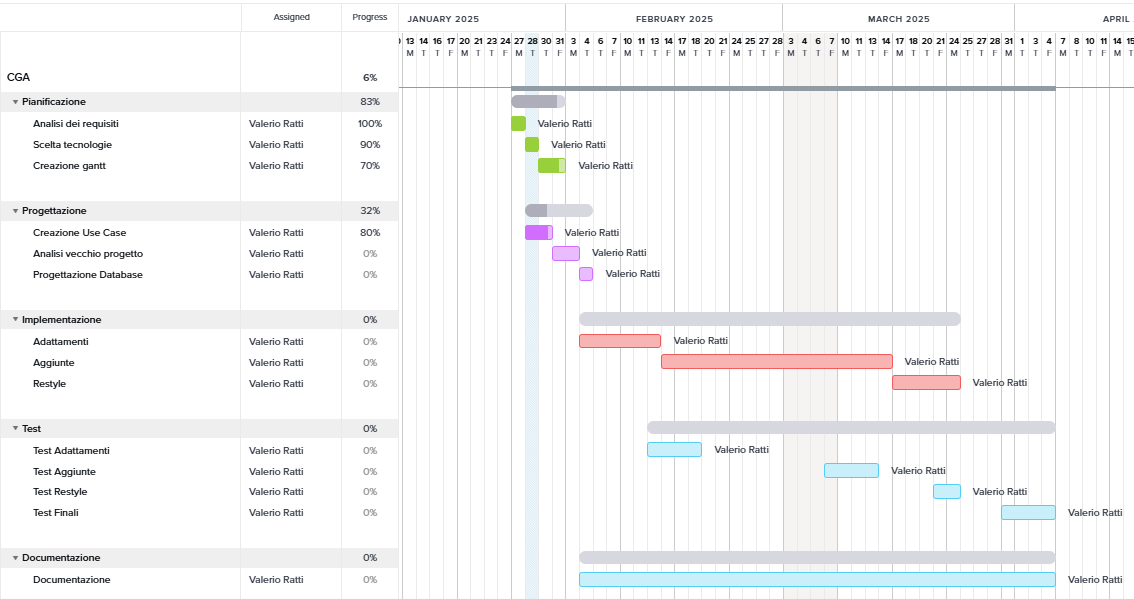 Assigned Progress JANUARY 2025 FEBRUARY 2025 MARCH 2025 APRIL
13 14 16 17 20 21 23 24 27 28 30 31 3 4 6 7 10 11 13 14 17 18 20 21 24 25 27 28 3 4 6 7 10 11 13 14 17 18 20 21 24 25 27 28 31 1 3 4 7 8 10 11 14 15
M T T F M T T F M T T F M T T F M T T F M T T F M T T F M T T F M T T F M T T F M T T F M T T F M T T F M T
CGA 6%
Pianificazione 83%
Analisi dei requisiti Valerio Ratti 100% Valerio Ratti
Scelta tecnologie Valerio Ratti 90% Valerio Ratti
Creazione gantt Valerio Ratti 70% Valerio Ratti
Progettazione 32%
Creazione Use Case Valerio Ratti 80% Valerio Ratti
Analisi vecchio progetto Valerio Ratti 0% Valerio Ratti
Progettazione Database Valerio Ratti 0% Valerio Ratti
Implementazione 0%
Adattamenti Valerio Ratti 0% Valerio Ratti
Aggiunte Valerio Ratti 0% Valerio Ratti
Restyle Valerio Ratti 0% Valerio Ratti
Test 0%
Test Adattamenti Valerio Ratti 0% Valerio Ratti
Test Aggiunte Valerio Ratti 0% Valerio Ratti
Test Restyle Valerio Ratti 0% Valerio Ratti
Test Finali Valerio Ratti 0% Valerio Ratti
Documentazione 0%
Documentazione Valerio Ratti 0% Valerio Ratti